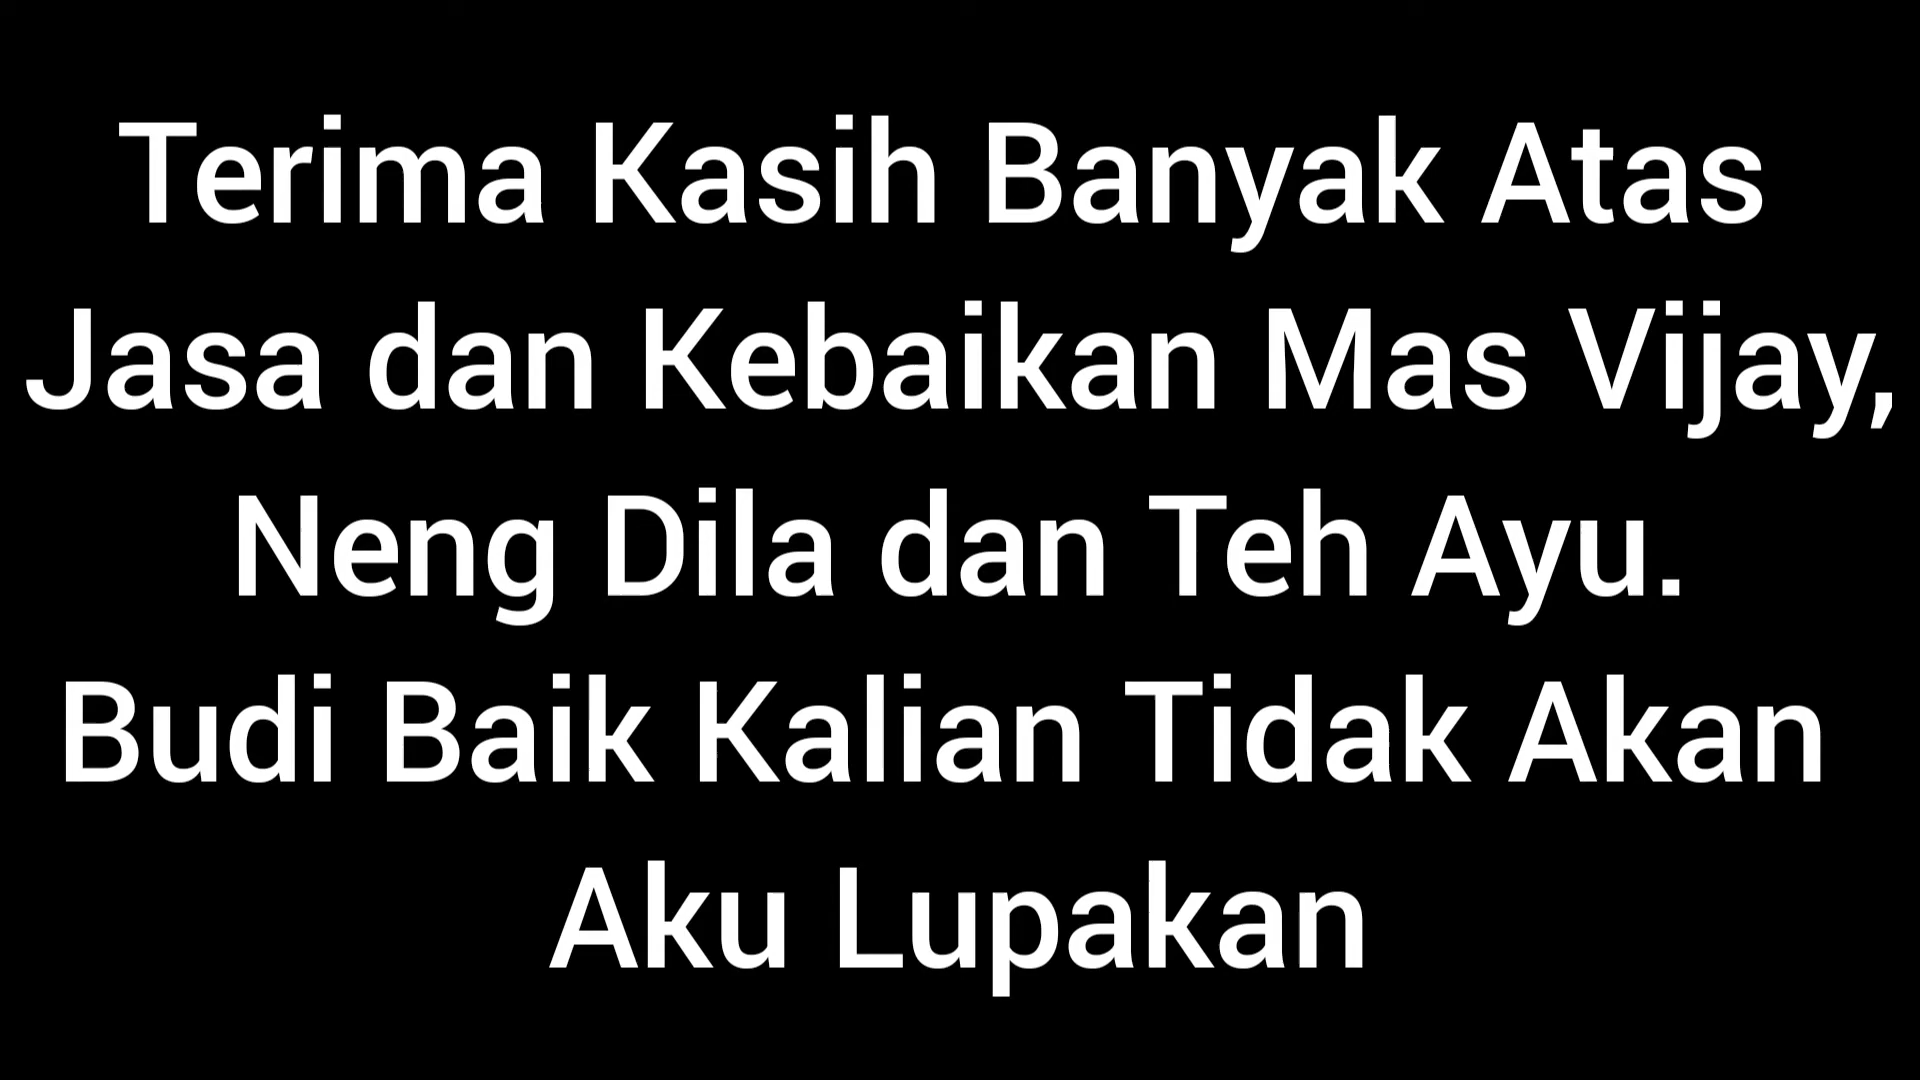 Terima Kasih Banyak Atas
Jasa dan Kebaikan Mas Vijay,
Neng Dila dan Teh Ayu.
Budi Baik Kalian Tidak Akan
Aku Lupakan